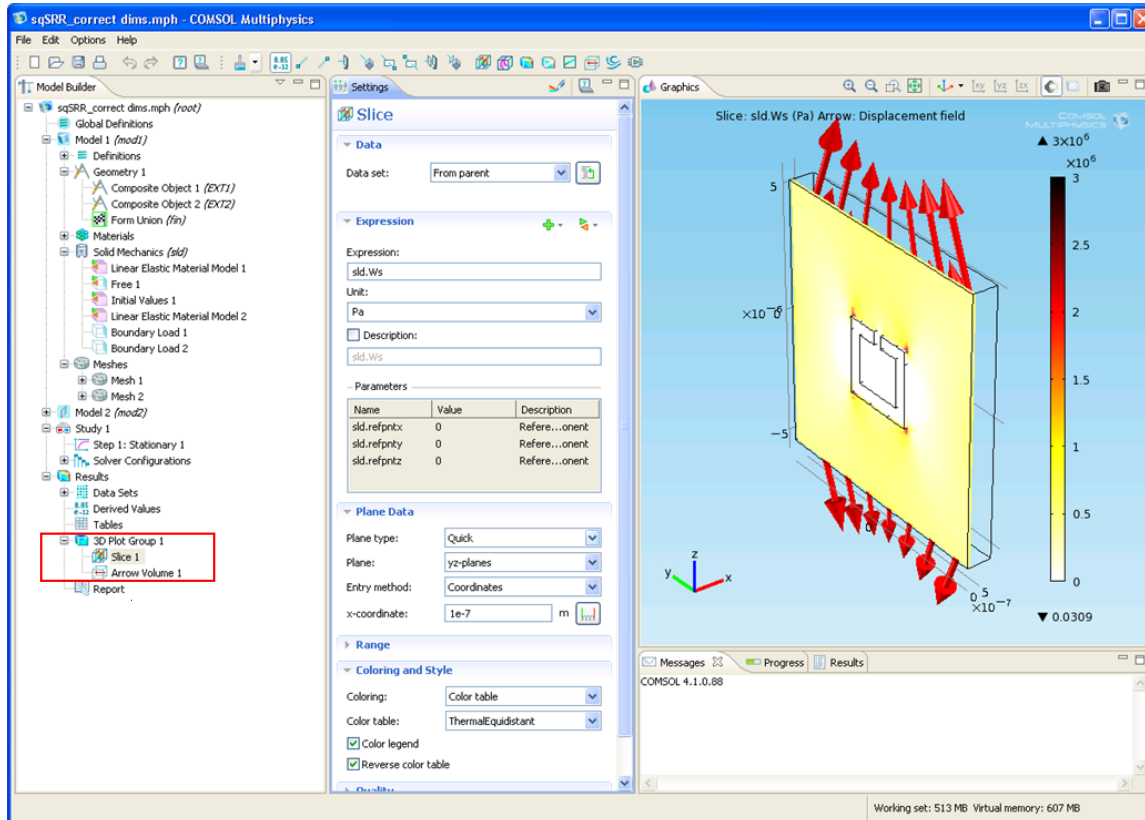 sqSRR_correct dims.mph - COMSOL Multiphysics
File Edit Options Help
Model Builder
sqSRR_correct dims.mph (root)
Global Definitions
Model 1 (mod1)
Definitions
Geometry 1
Composite Object 1 (EXT1)
Composite Object 2 (EXT2)
Form Union (fin)
Materials
Solid Mechanics (sld)
Linear Elastic Material Model 1
Free 1
Initial Values 1
Linear Elastic Material Model 2
Boundary Load 1
Boundary Load 2
Meshes
Mesh 1
Mesh 2
Model 2 (mod2)
Study 1
Step 1: Stationary 1
Solver Configurations
Results
Data Sets
Derived Values
Tables
3D Plot Group 1
Slice 1
Arrow Volume 1
Report
Settings
Slice
Data
Data set: From parent
Expression
Expression:
sld.Ws
Unit:
Pa
Description:
sld.Ws
Parameters
Name Value Description
sld.refpntx 0 Refere...onent
sld.refpnty 0 Refere...onent
sld.refpntz 0 Refere...onent
Plane Data
Plane type: Quick
Plane: yz-planes
Entry method: Coordinates
x-coordinate: 1e-7 m
Range
Coloring and Style
Coloring: Color table
Color table: ThermalEquidistant
Color legend
Reverse color table
Quality
Graphics
Slice: sld.Ws (Pa) Arrow: Displacement field
COMSOL
MULTIPHYSICS
▲ 3×10⁶
×10⁶
3
2.5
2
1.5
1
0.5
0
▼ 0.0309
5
×10⁻⁶
−5
0 5
×10⁻⁷
z
y
x
Messages Progress Results
COMSOL 4.1.0.88
Working set: 513 MB Virtual memory: 607 MB